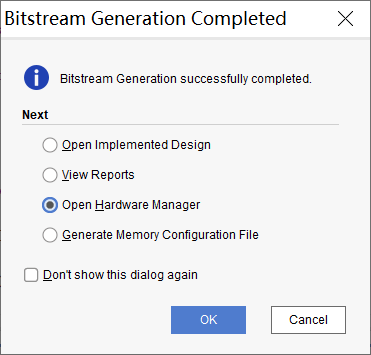 Bitstream Generation Completed
Bitstream Generation successfully completed.
Next
Open Implemented Design
View Reports
Open Hardware Manager
Generate Memory Configuration File
Don't show this dialog again
OK
Cancel